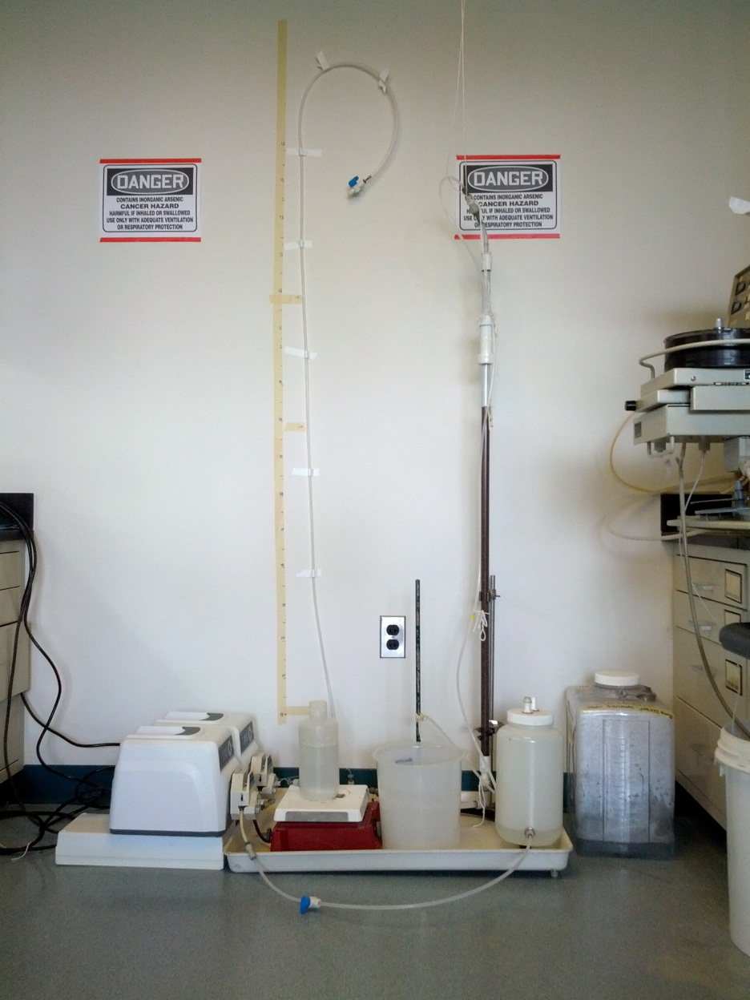 DANGER
CONTAINS INORGANIC ARSENIC
CANCER HAZARD
HARMFUL IF INHALED OR SWALLOWED
USE ONLY WITH ADEQUATE VENTILATION
OR RESPIRATORY PROTECTION
DANGER
CONTAINS INORGANIC ARSENIC
CANCER HAZARD
HARMFUL IF INHALED OR SWALLOWED
USE ONLY WITH ADEQUATE VENTILATION
OR RESPIRATORY PROTECTION